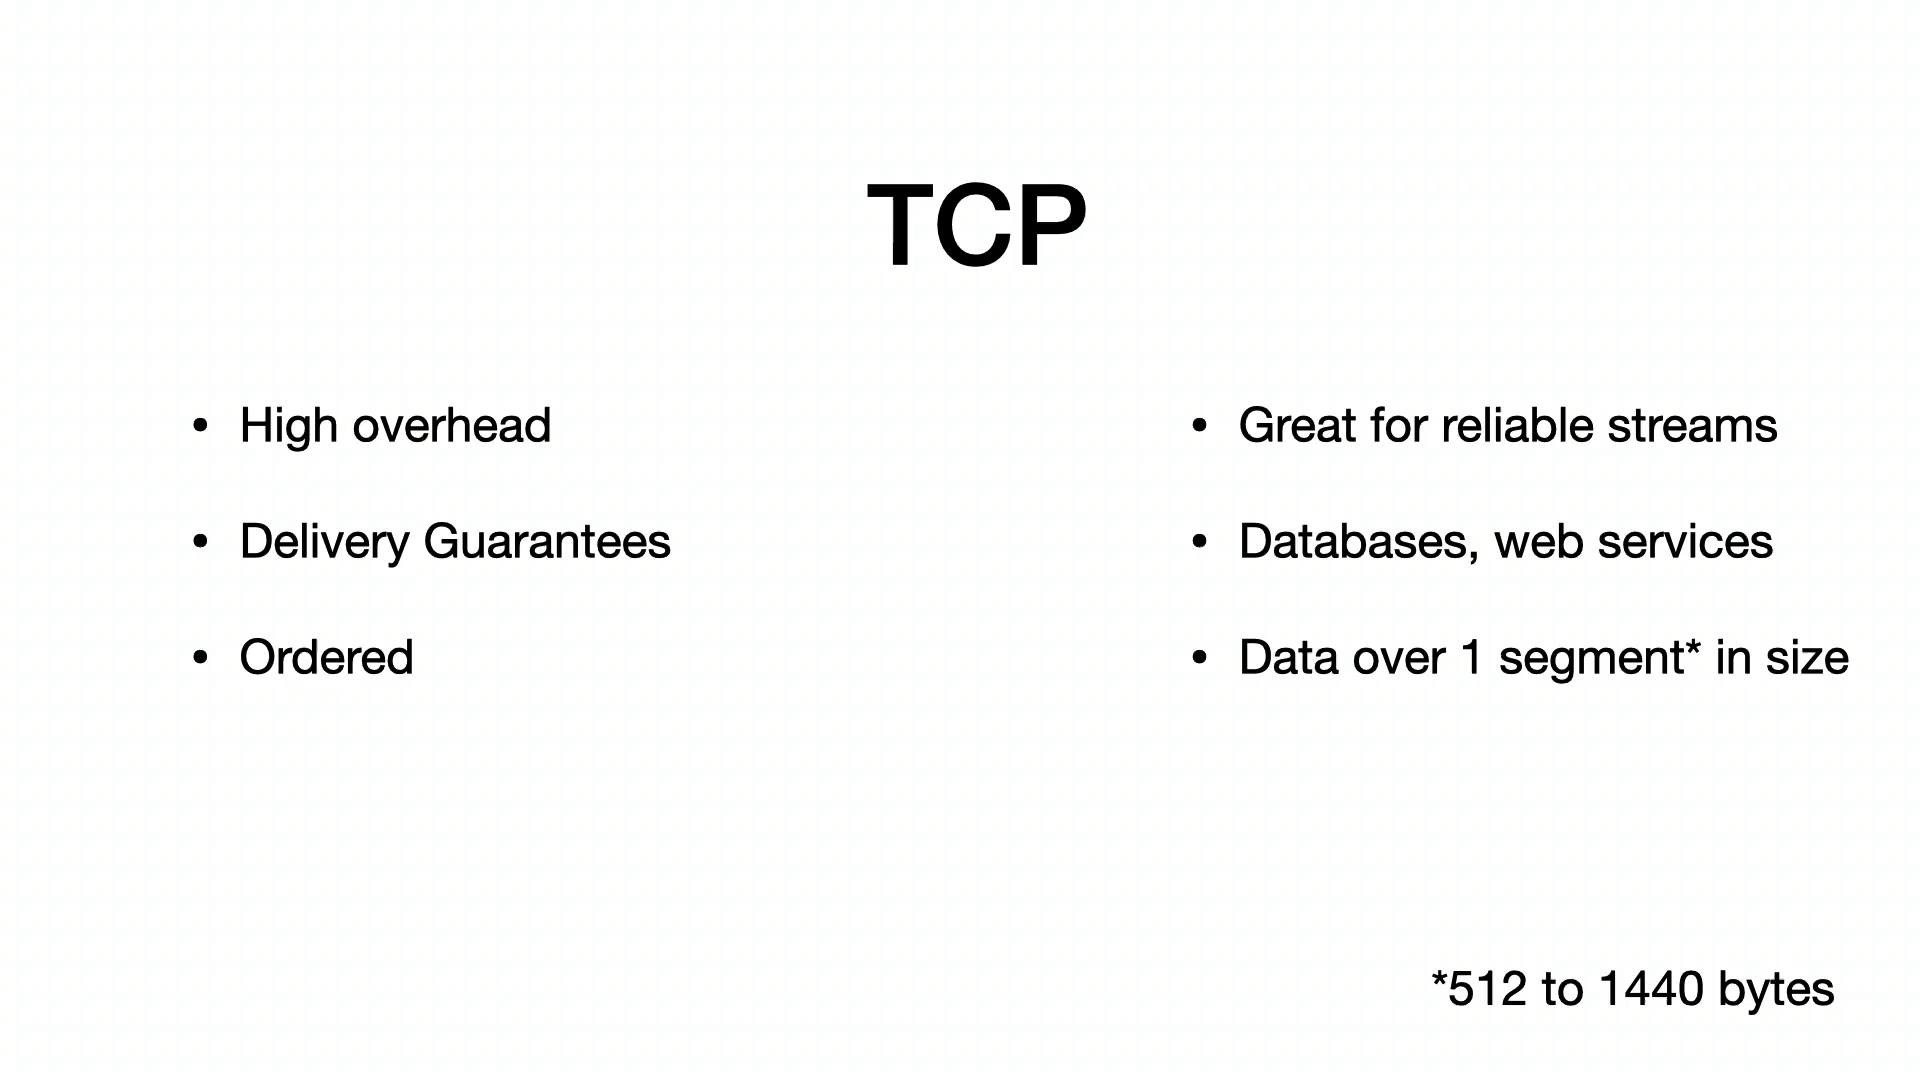 TCP
• High overhead
• Delivery Guarantees
• Ordered
• Great for reliable streams
• Databases, web services
• Data over 1 segment* in size
*512 to 1440 bytes